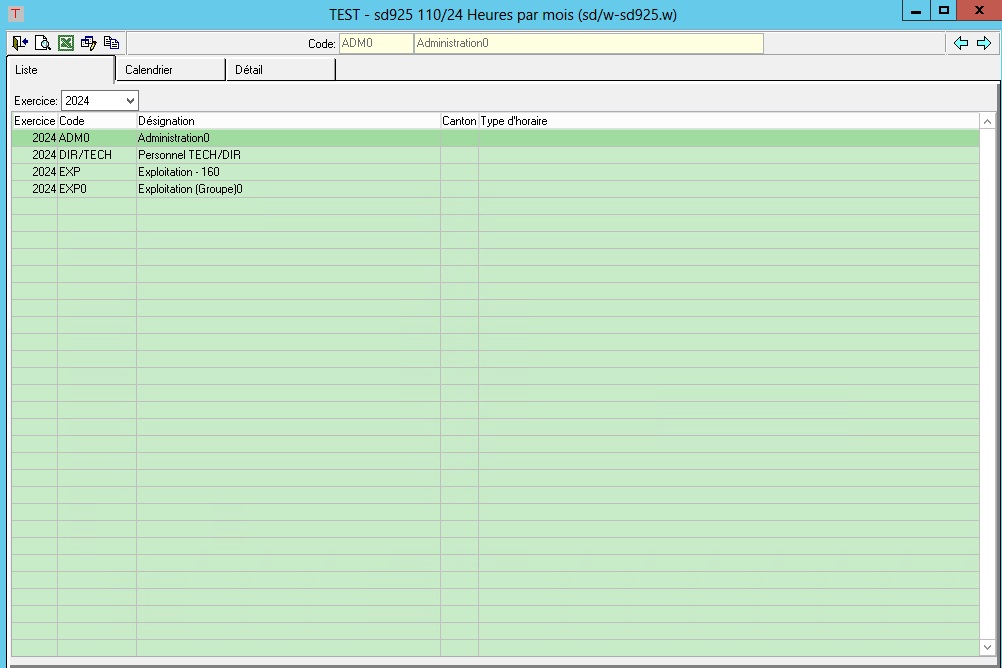 T
TEST - sd925 110/24 Heures par mois (sd/w-sd925.w)
Code: ADM0 Administration0
Liste Calendrier Détail
Exercice: 2024
Exercice Code Désignation Canton Type d'horaire
2024 ADM0 Administration0
2024 DIR/TECH Personnel TECH/DIR
2024 EXP Exploitation - 160
2024 EXP0 Exploitation (Groupe)0